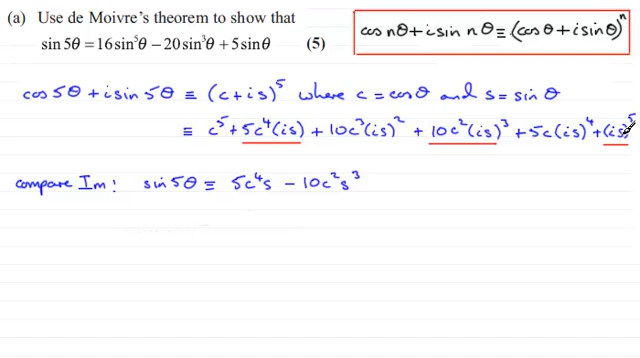 (a) Use de Moivre's theorem to show that
sin 5θ = 16 sin⁵θ − 20 sin³θ + 5 sin θ (5)
cos nθ + i sin nθ ≡ (cos θ + i sin θ)ⁿ
cos 5θ + i sin 5θ ≡ (c + is)⁵ where c = cos θ and s = sin θ
≡ c⁵ + 5c⁴(is) + 10c³(is)² + 10c²(is)³ + 5c(is)⁴ + (is)⁵
compare Im: sin 5θ ≡ 5c⁴s − 10c²s³